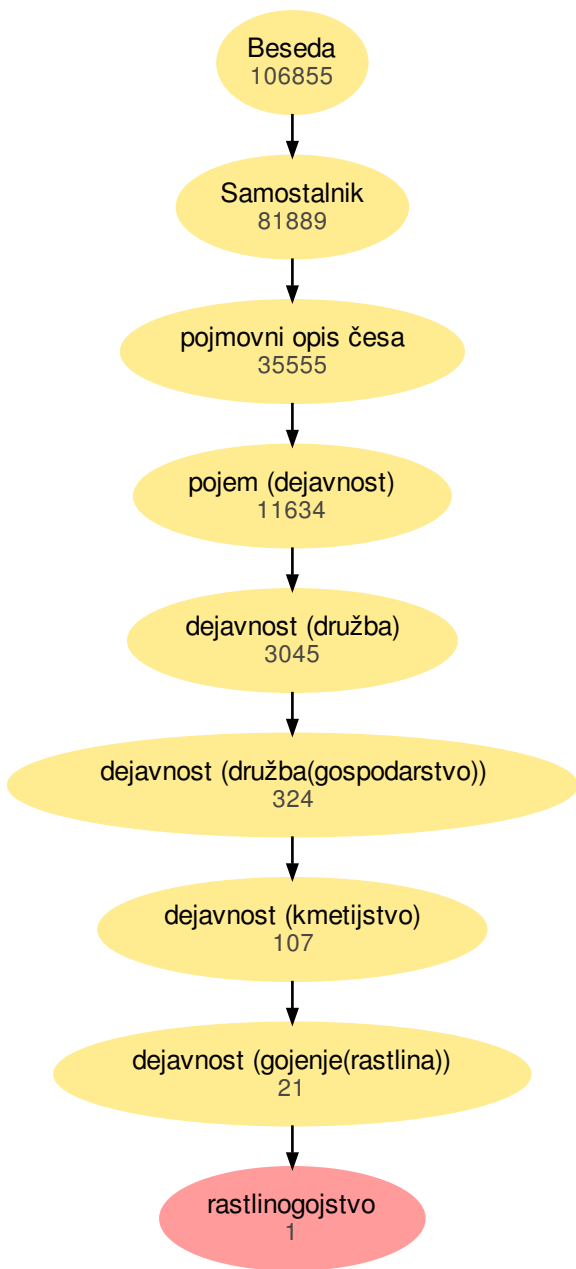 Beseda
106855
Samostalnik
81889
pojmovni opis česa
35555
pojem (dejavnost)
11634
dejavnost (družba)
3045
dejavnost (družba(gospodarstvo))
324
dejavnost (kmetijstvo)
107
dejavnost (gojenje(rastlina))
21
rastlinogojstvo
1